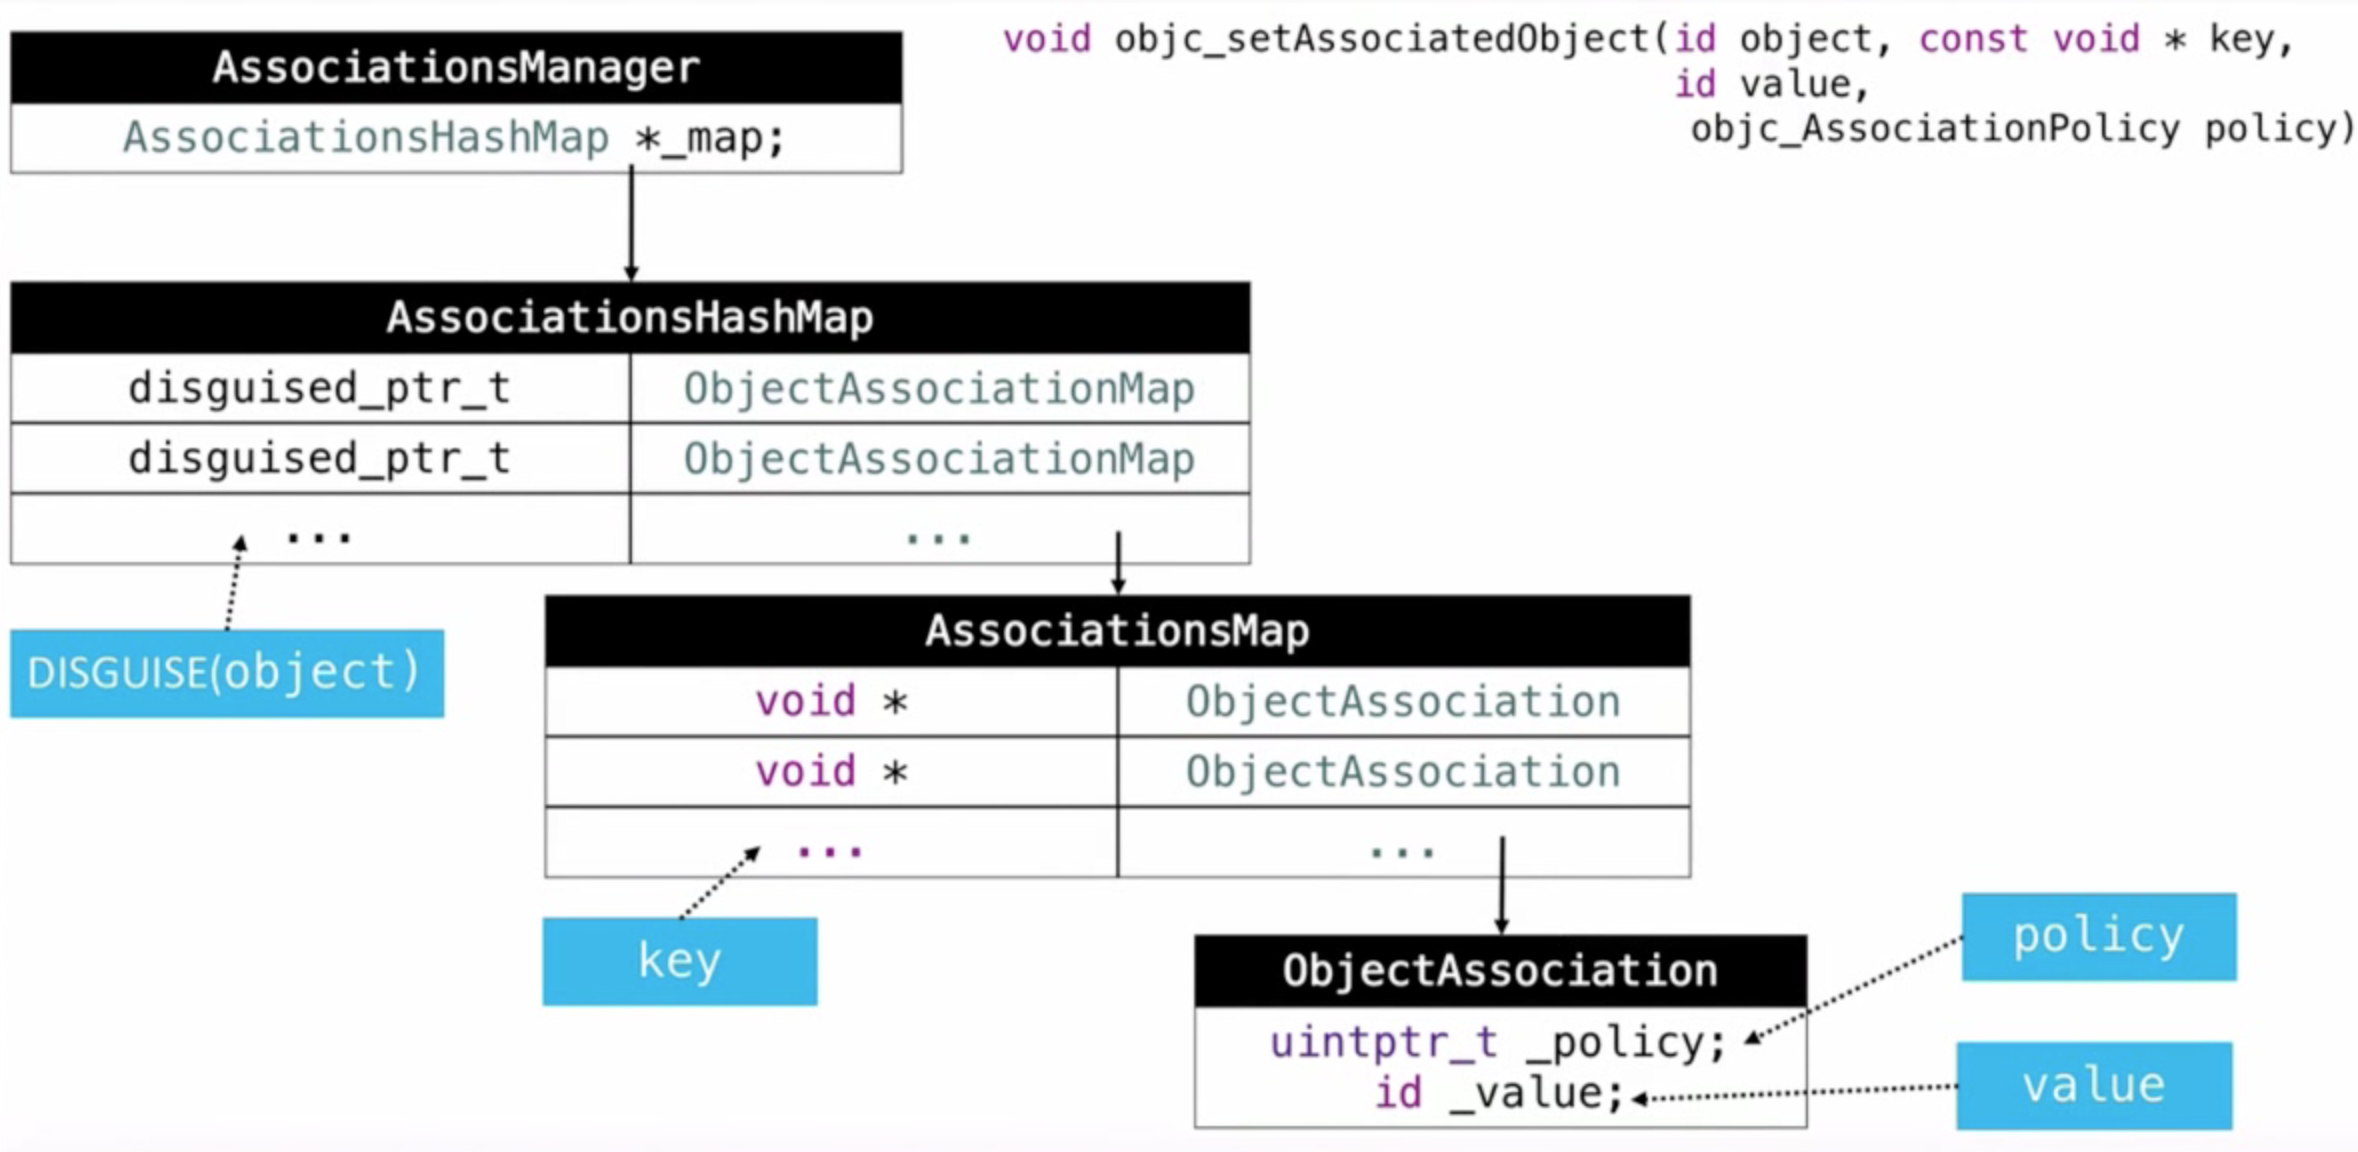 void objc_setAssociatedObject(id object, const void * key,
id value,
objc_AssociationPolicy policy)
AssociationsManager
AssociationsHashMap *_map;
AssociationsHashMap
disguised_ptr_t ObjectAssociationMap
disguised_ptr_t ObjectAssociationMap
... ...
DISGUISE(object)
AssociationsMap
void * ObjectAssociation
void * ObjectAssociation
... ...
key
ObjectAssociation
uintptr_t _policy;
id _value;
policy
value